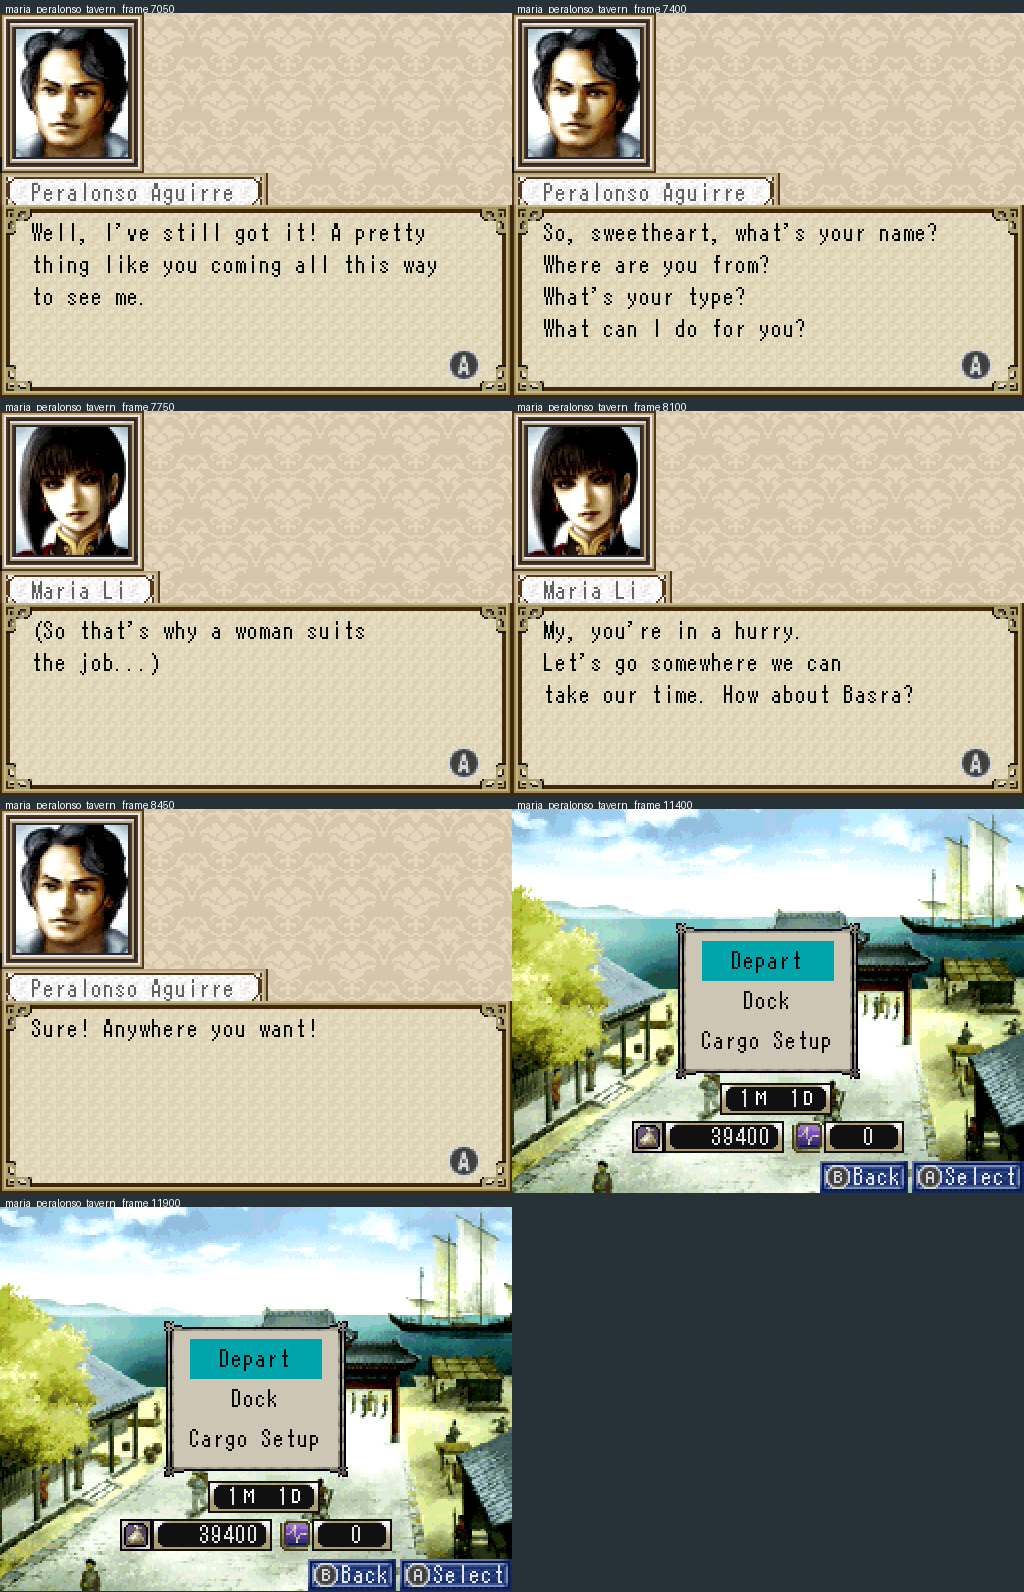 maria_peralonso_tavern_frame 7050
Peralonso Aguirre
Well, I've still got it! A pretty
thing like you coming all this way
to see me.
A
maria_peralonso_tavern_frame 7400
Peralonso Aguirre
So, sweetheart, what's your name?
Where are you from?
What's your type?
What can I do for you?
A
maria_peralonso_tavern_frame 7750
Maria Li
(So that's why a woman suits
the job...)
A
maria_peralonso_tavern_frame 8100
Maria Li
My, you're in a hurry.
Let's go somewhere we can
take our time. How about Basra?
A
maria_peralonso_tavern_frame 8450
Peralonso Aguirre
Sure! Anywhere you want!
A
maria_peralonso_tavern_frame 11400
Depart
Dock
Cargo Setup
1M 1D
39400 0
B Back A Select
maria_peralonso_tavern_frame 11900
Depart
Dock
Cargo Setup
1M 1D
39400 0
B Back A Select